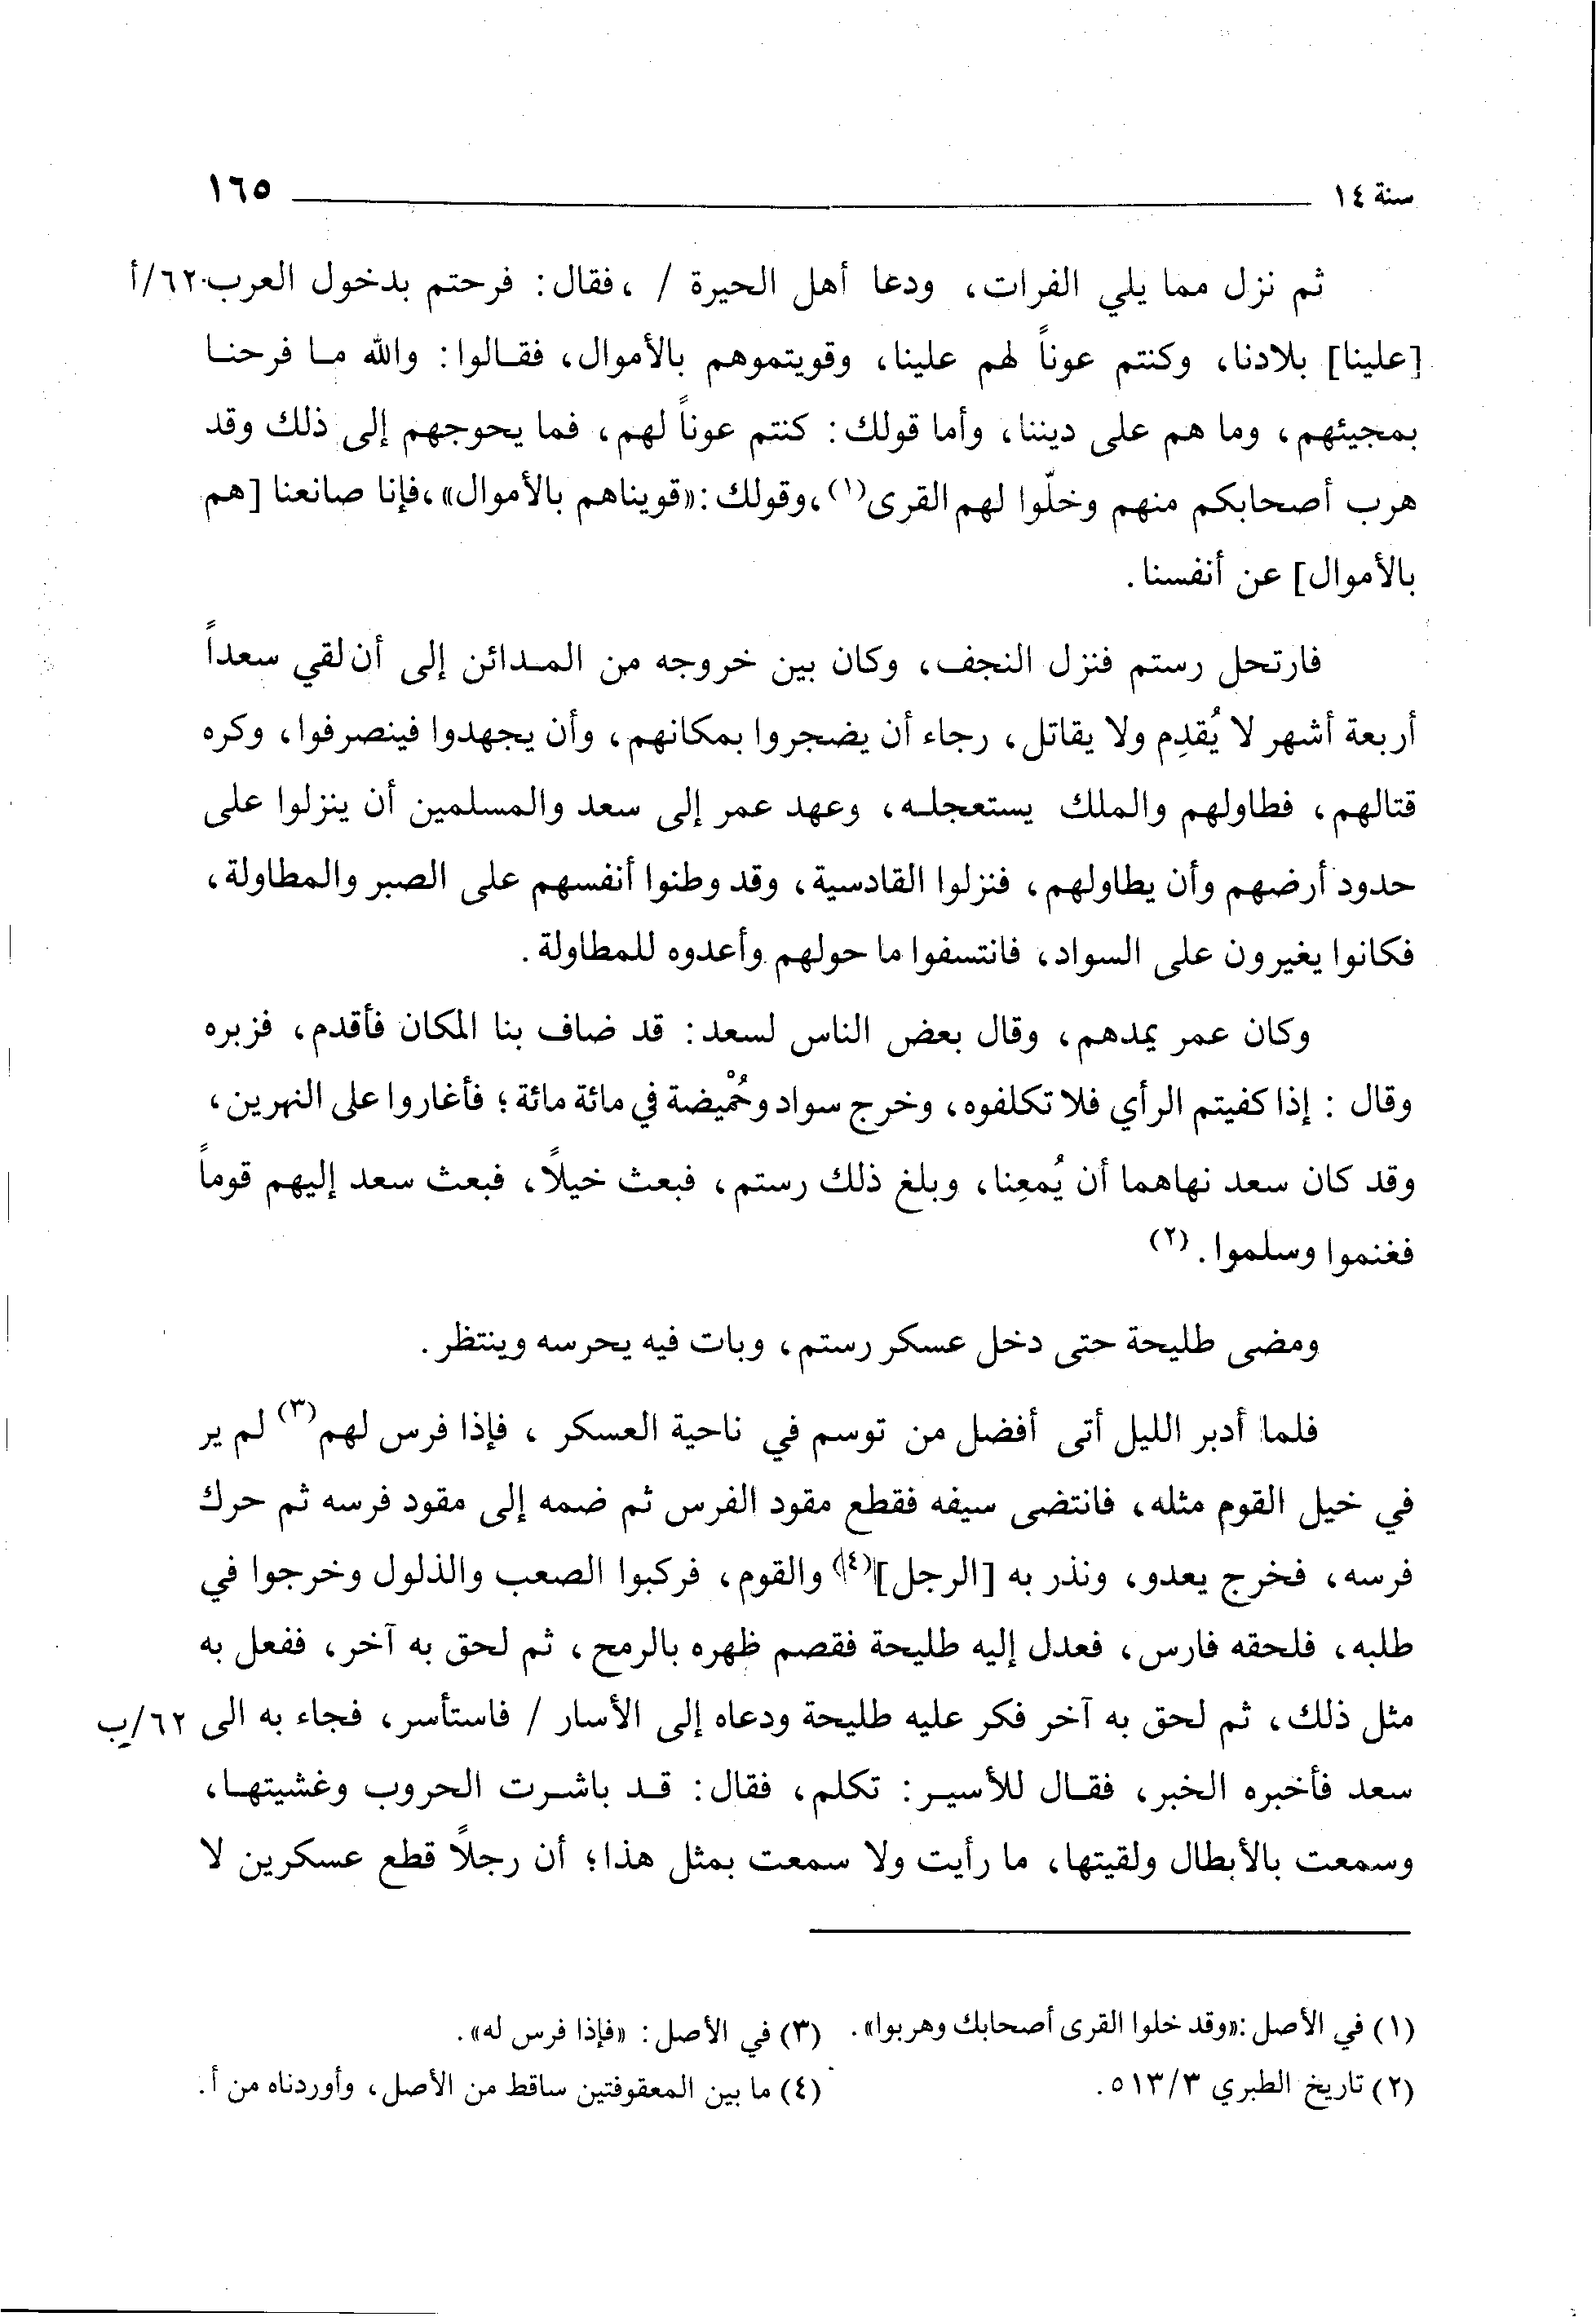 سنة ١٤ ١٦٥
ثم نزل مما يلي الفرات، ودعا أهل الحيرة / ،فقال: فرحتم بدخول العرب ٦٢/أ
[علينا] بلادنا، وكنتم عوناً لهم علينا، وقويتموهم بالأموال، فقالوا: والله ما فرحنا
بمجيئهم، وما هم على ديننا، وأما قولك: كنتم عوناً لهم، فما يحوجهم إلى ذلك وقد
هرب أصحابكم منهم وخلّوا لهم القرى(١)،وقولك:«قويناهم بالأموال»،فإنا صانعنا [هم
بالأموال] عن أنفسنا.
فارتحل رستم فنزل النجف، وكان بين خروجه من المدائن إلى أن لقي سعداً
أربعة أشهر لا يُقدِم ولا يقاتل، رجاء أن يضجروا بمكانهم، وأن يجهدوا فينصرفوا، وكره
قتالهم، فطاولهم والملك يستعجله، وعهد عمر إلى سعد والمسلمين أن ينزلوا على
حدود أرضهم وأن يطاولهم، فنزلوا القادسية، وقد وطنوا أنفسهم على الصبر والمطاولة،
فكانوا يغيرون على السواد، فانتسفوا ما حولهم وأعدوه للمطاولة.
وكان عمر يمدهم، وقال بعض الناس لسعد: قد ضاف بنا المكان فأقدم، فزبره
وقال : إذا كفيتم الرأي فلا تكلفوه، وخرج سواد وحُمْيضة في مائة مائة؛ فأغاروا على النهرين،
وقد كان سعد نهاهما أن يُمعِنا، وبلغ ذلك رستم، فبعث خيلاً، فبعث سعد إليهم قوماً
فغنموا وسلموا.(٢)
ومضى طليحة حتى دخل عسكر رستم، وبات فيه يحرسه وينتظر.
فلما أدبر الليل أتى أفضل من توسم في ناحية العسكر ، فإذا فرس لهم(٣) لم ير
في خيل القوم مثله، فانتضى سيفه فقطع مقود الفرس ثم ضمه إلى مقود فرسه ثم حرك
فرسه، فخرج يعدو، ونذر به [الرجل](٤) والقوم، فركبوا الصعب والذلول وخرجوا في
طلبه، فلحقه فارس، فعدل إليه طليحة فقصم ظهره بالرمح، ثم لحق به آخر، ففعل به
مثل ذلك، ثم لحق به آخر فكر عليه طليحة ودعاه إلى الأسار / فاستأسر، فجاء به الى ٦٢/ب
سعد فأخبره الخبر، فقال للأسير: تكلم، فقال: قد باشرت الحروب وغشيتها،
وسمعت بالأبطال ولقيتها، ما رأيت ولا سمعت بمثل هذا؛ أن رجلاً قطع عسكرين لا
(١) في الأصل:«وقد خلوا القرى أصحابك وهربوا». (٣) في الأصل: «فإذا فرس له».
(٢) تاريخ الطبري ٥١٣/٣. (٤) ما بين المعقوفتين ساقط من الأصل، وأوردناه من أ.